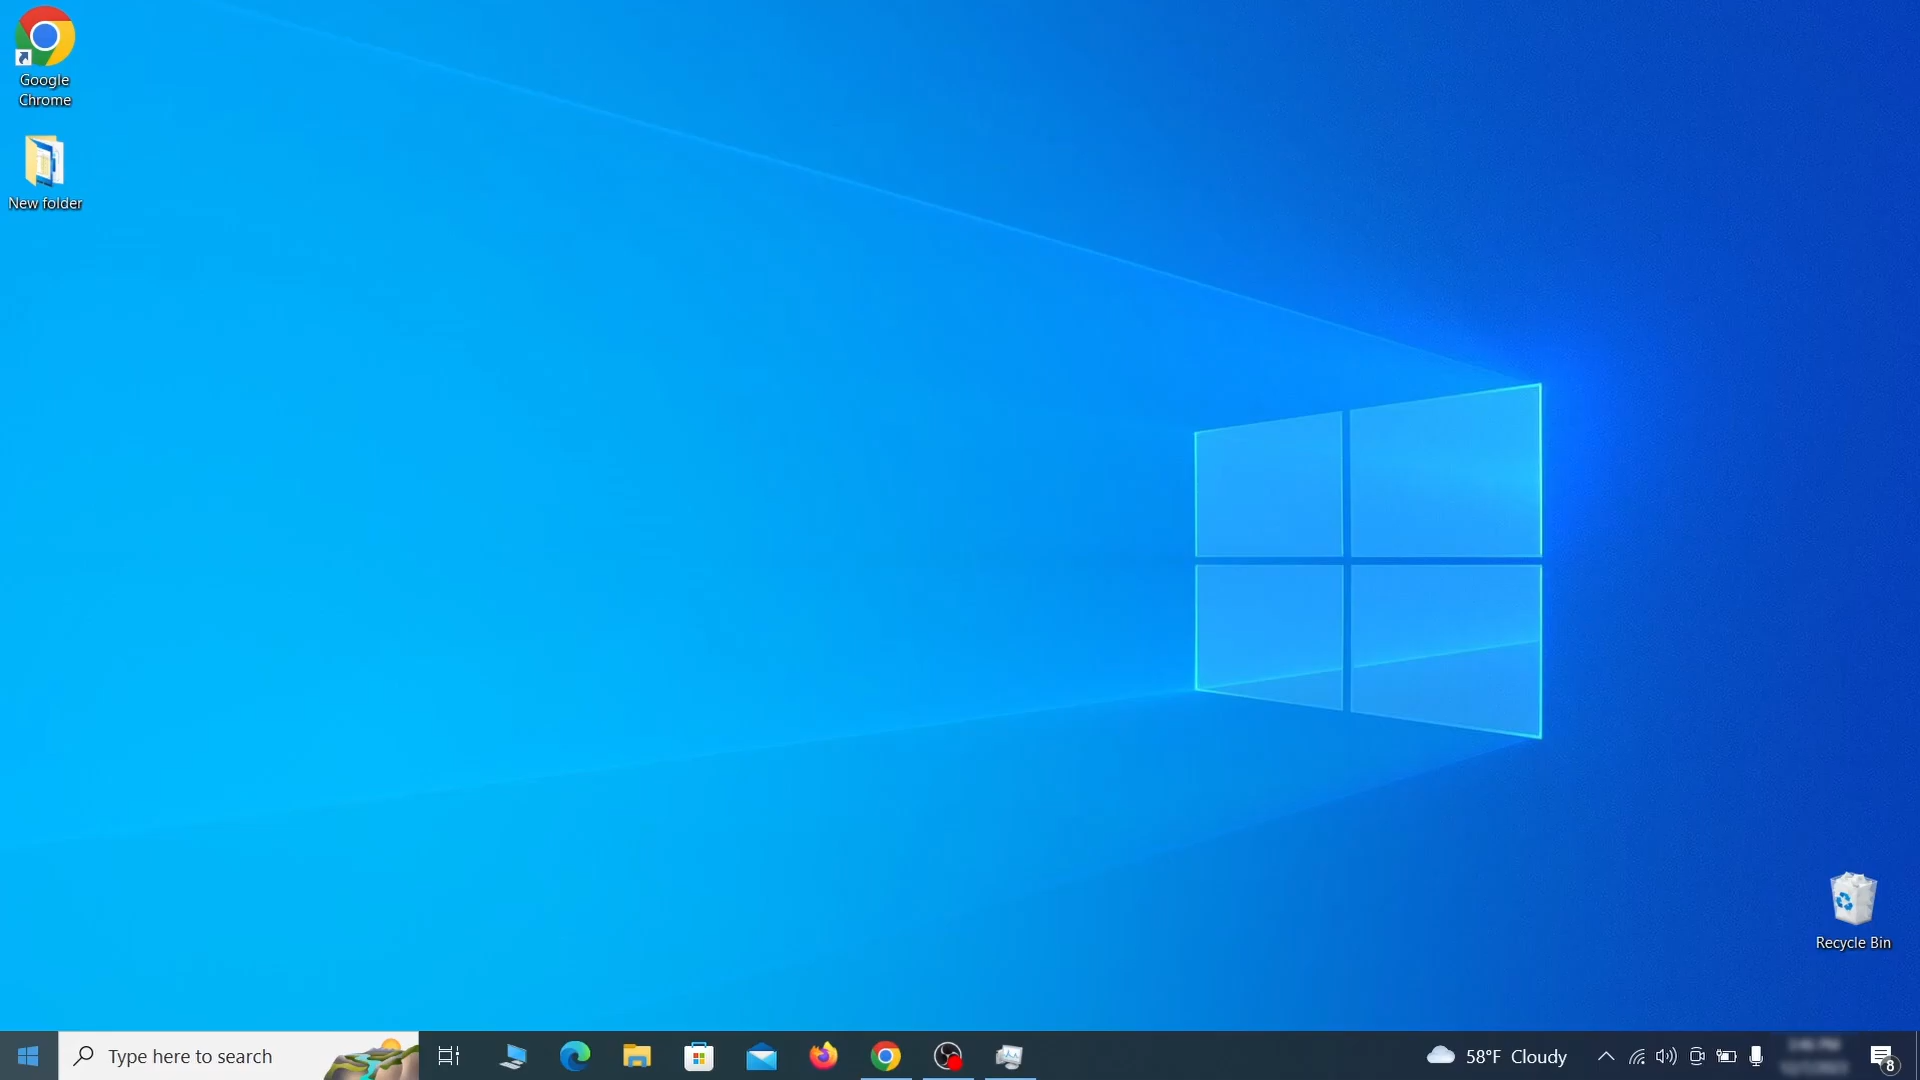 Google
Chrome
New folder
Recycle Bin
Type here to search
58°F Cloudy
8